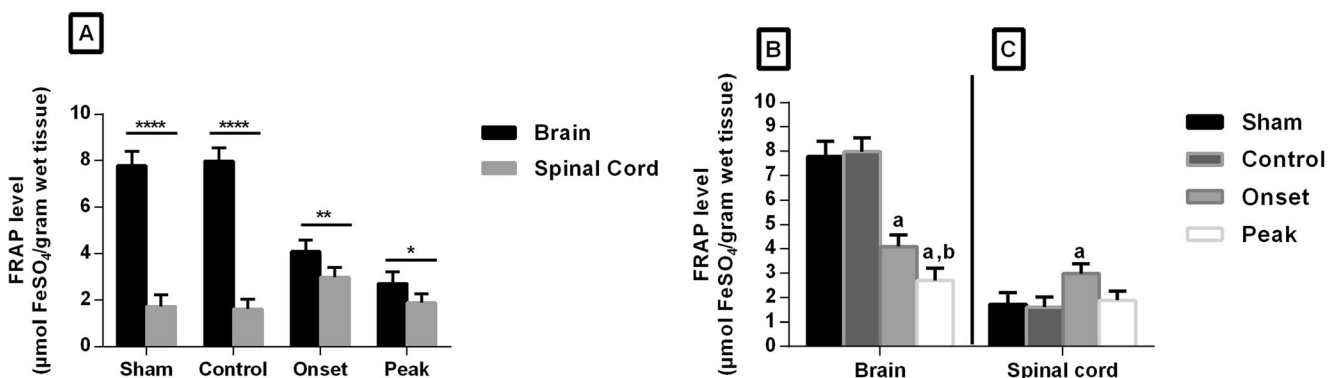 A
FRAP level
(µmol FeSO₄/gram wet tissue)
10
8
6
4
2
0
****
****
**
*
Sham
Control
Onset
Peak
Brain
Spinal Cord
B
C
FRAP level
(µmol FeSO₄/gram wet tissue)
10
9
8
7
6
5
4
3
2
1
0
a
a,b
a
Brain
Spinal cord
Sham
Control
Onset
Peak